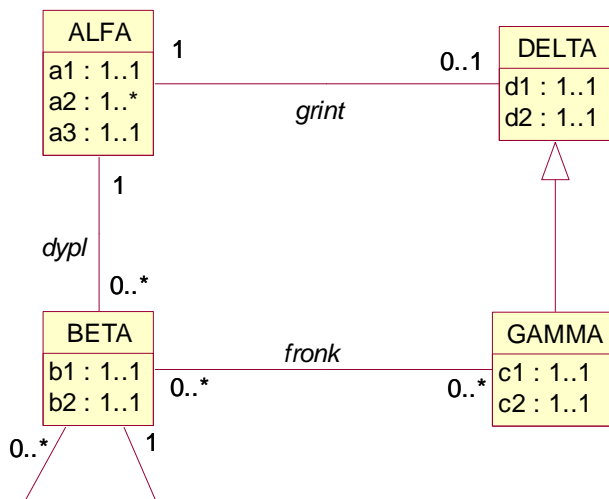 ALFA
a1 : 1..1
a2 : 1..*
a3 : 1..1
1
0..1
grint
DELTA
d1 : 1..1
d2 : 1..1
1
dypl
0..*
BETA
b1 : 1..1
b2 : 1..1
fronk
0..*
0..*
GAMMA
c1 : 1..1
c2 : 1..1
0..*
1